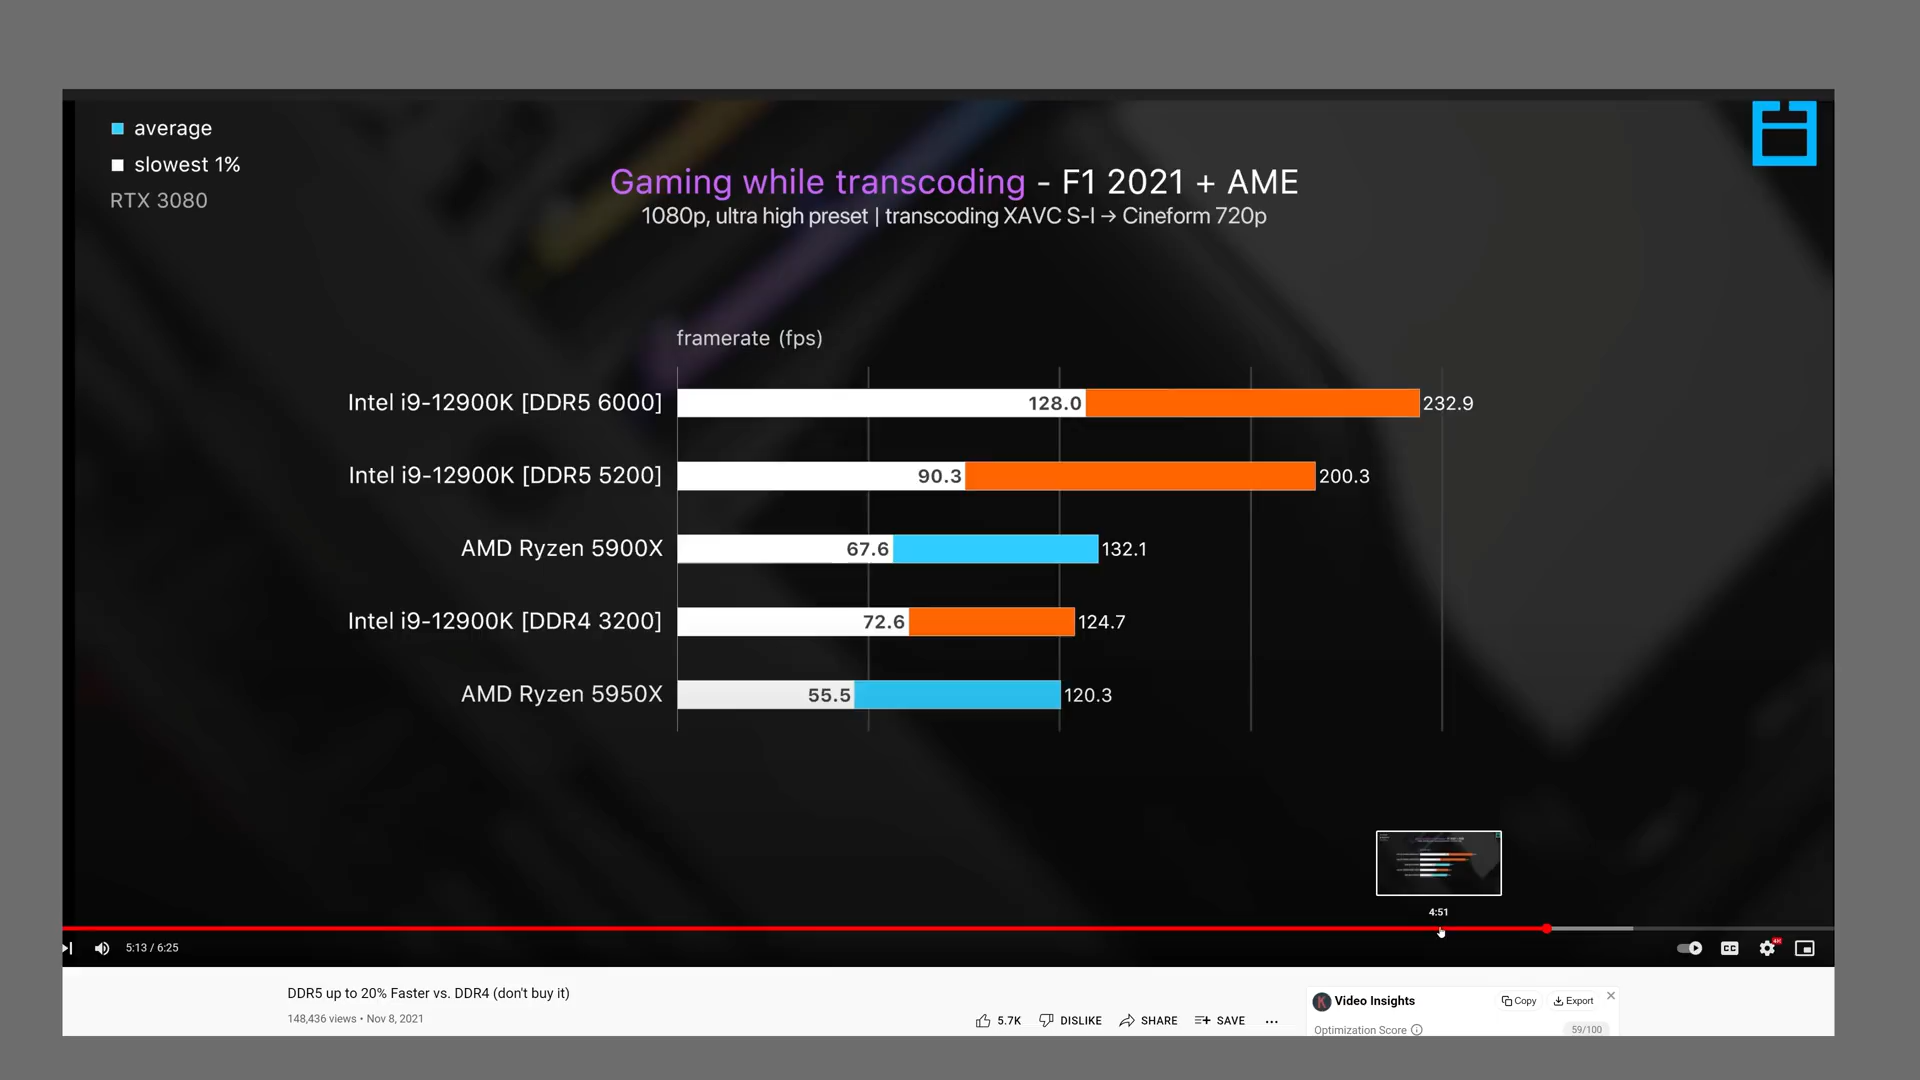 average
slowest 1%
RTX 3080
Gaming while transcoding - F1 2021 + AME
1080p, ultra high preset | transcoding XAVC S-I → Cineform 720p
framerate (fps)
Intel i9-12900K [DDR5 6000] 128.0 232.9
Intel i9-12900K [DDR5 5200] 90.3 200.3
AMD Ryzen 5900X 67.6 132.1
Intel i9-12900K [DDR4 3200] 72.6 124.7
AMD Ryzen 5950X 55.5 120.3
4:51
5:13 / 6:25
CC
4K
DDR5 up to 20% Faster vs. DDR4 (don't buy it)
148,436 views • Nov 8, 2021
5.7K DISLIKE SHARE SAVE ...
K Video Insights Copy Export
Optimization Score 59/100